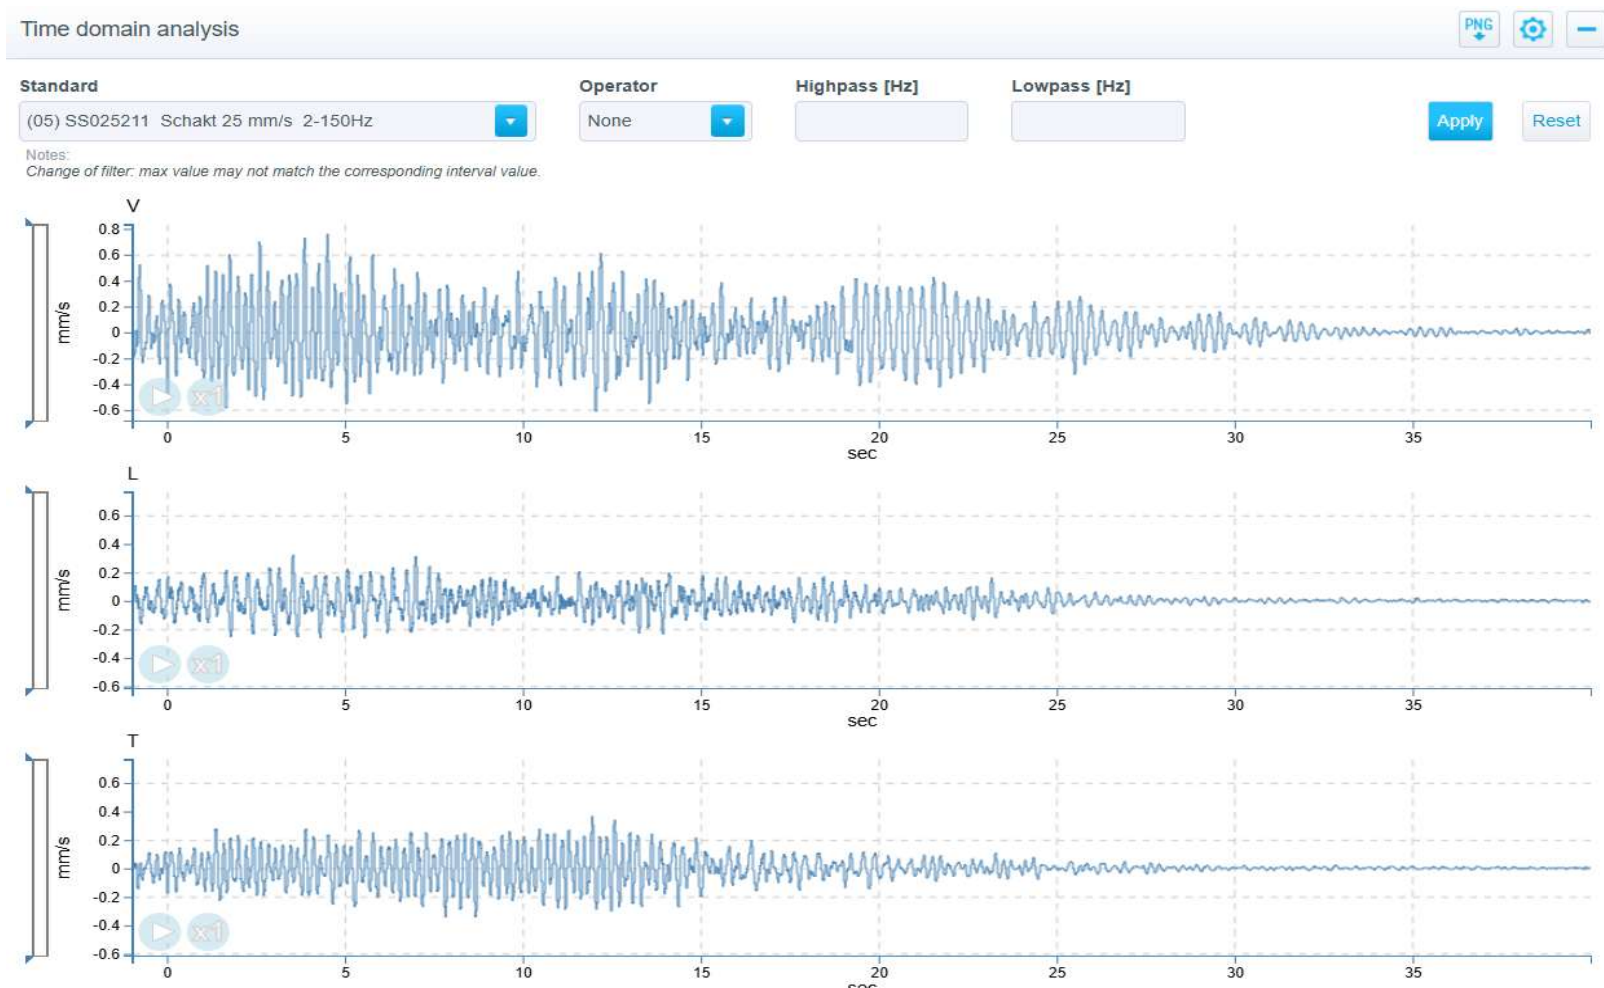 Time domain analysis
PNG
Standard Operator Highpass [Hz] Lowpass [Hz]
(05) SS025211 Schakt 25 mm/s 2-150Hz None Apply Reset
Notes:
Change of filter: max value may not match the corresponding interval value.
V
0.8
0.6
0.4
0.2
0
-0.2
-0.4
-0.6
mm/s
x1
0 5 10 15 20 25 30 35
sec
L
0.6
0.4
0.2
0
-0.2
-0.4
-0.6
mm/s
x1
0 5 10 15 20 25 30 35
sec
T
0.6
0.4
0.2
0
-0.2
-0.4
-0.6
mm/s
x1
0 5 10 15 20 25 30 35
sec